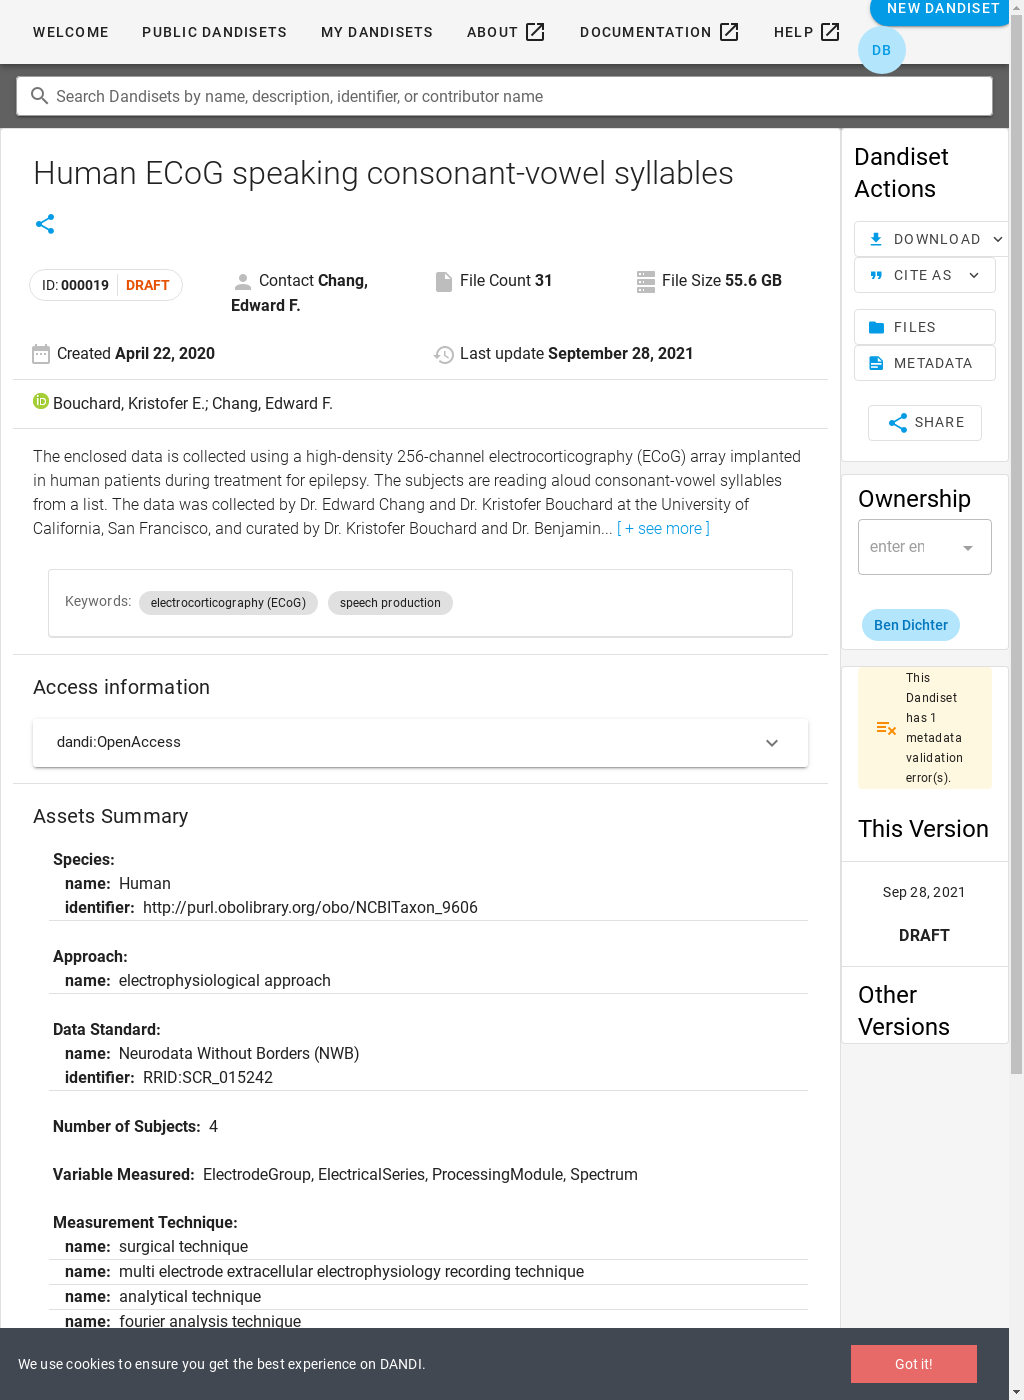 WELCOME PUBLIC DANDISETS MY DANDISETS ABOUT DOCUMENTATION HELP NEW DANDISET
DB
Search Dandisets by name, description, identifier, or contributor name
Human ECoG speaking consonant-vowel syllables
ID: 000019 DRAFT
Contact Chang,
Edward F.
File Count 31
File Size 55.6 GB
Created April 22, 2020
Last update September 28, 2021
Bouchard, Kristofer E.; Chang, Edward F.
The enclosed data is collected using a high-density 256-channel electrocorticography (ECoG) array implanted
in human patients during treatment for epilepsy. The subjects are reading aloud consonant-vowel syllables
from a list. The data was collected by Dr. Edward Chang and Dr. Kristofer Bouchard at the University of
California, San Francisco, and curated by Dr. Kristofer Bouchard and Dr. Benjamin... [ + see more ]
Keywords: electrocorticography (ECoG) speech production
Access information
dandi:OpenAccess
Assets Summary
Species:
name: Human
identifier: http://purl.obolibrary.org/obo/NCBITaxon_9606
Approach:
name: electrophysiological approach
Data Standard:
name: Neurodata Without Borders (NWB)
identifier: RRID:SCR_015242
Number of Subjects: 4
Variable Measured: ElectrodeGroup, ElectricalSeries, ProcessingModule, Spectrum
Measurement Technique:
name: surgical technique
name: multi electrode extracellular electrophysiology recording technique
name: analytical technique
name: fourier analysis technique
Dandiset
Actions
DOWNLOAD
CITE AS
FILES
METADATA
SHARE
Ownership
enter en
Ben Dichter
This
Dandiset
has 1
metadata
validation
error(s).
This Version
Sep 28, 2021
DRAFT
Other
Versions
We use cookies to ensure you get the best experience on DANDI.
Got it!